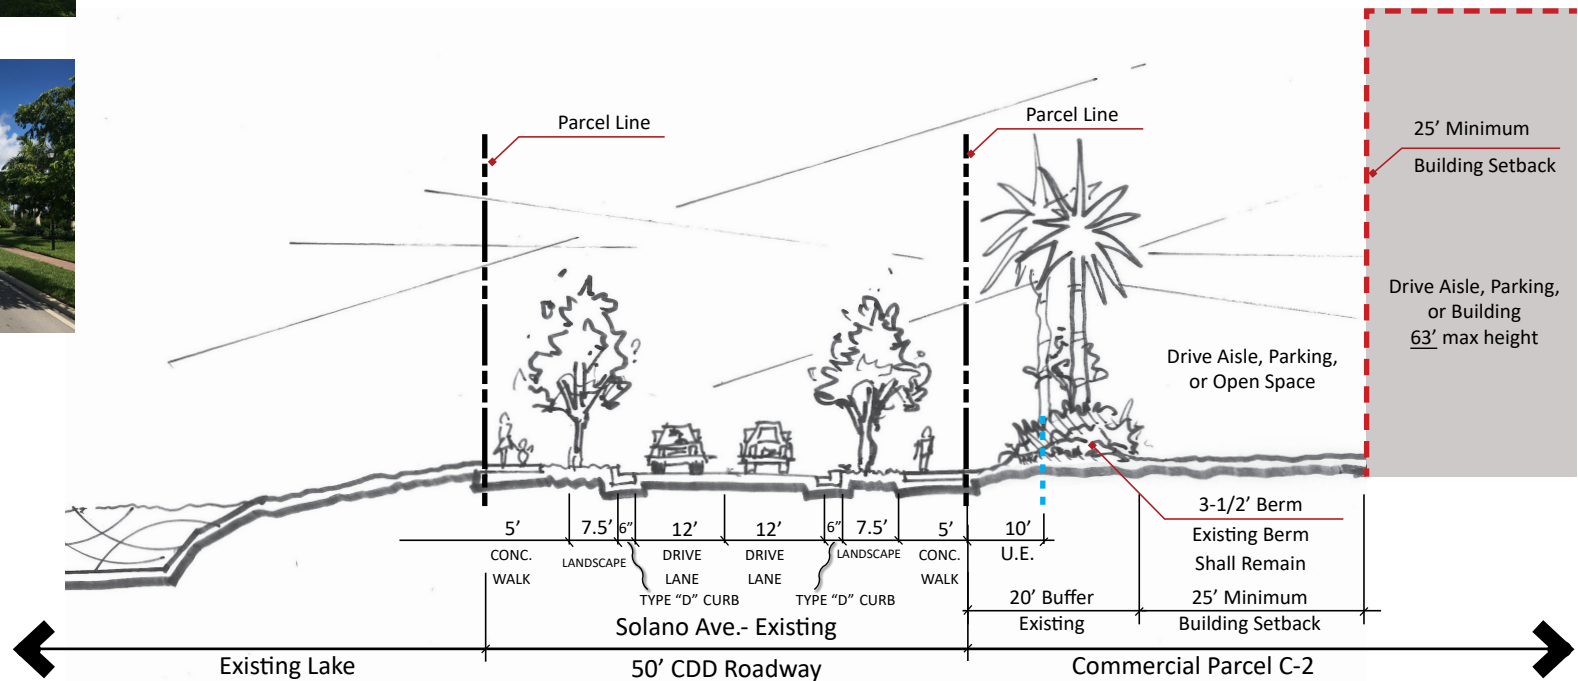 Parcel Line
Parcel Line
25’ Minimum
Building Setback
Drive Aisle, Parking,
or Building
63’ max height
Drive Aisle, Parking,
or Open Space
3-1/2’ Berm
Existing Berm
Shall Remain
5’
7.5’
6”
12’
12’
6”
7.5’
5’
10’
CONC.
WALK
LANDSCAPE
DRIVE
LANE
DRIVE
LANE
LANDSCAPE
CONC.
WALK
U.E.
TYPE “D” CURB
TYPE “D” CURB
20’ Buffer
Existing
25’ Minimum
Building Setback
Solano Ave.- Existing
Existing Lake
50’ CDD Roadway
Commercial Parcel C-2